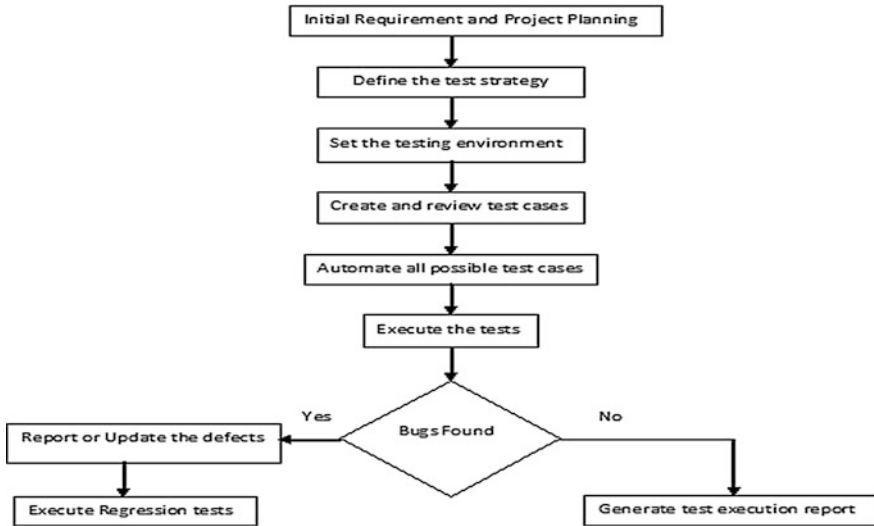 Initial Requirement and Project Planning
Define the test strategy
Set the testing environment
Create and review test cases
Automate all possible test cases
Execute the tests
Yes
No
Bugs Found
Report or Update the defects
Execute Regression tests
Generate test execution report